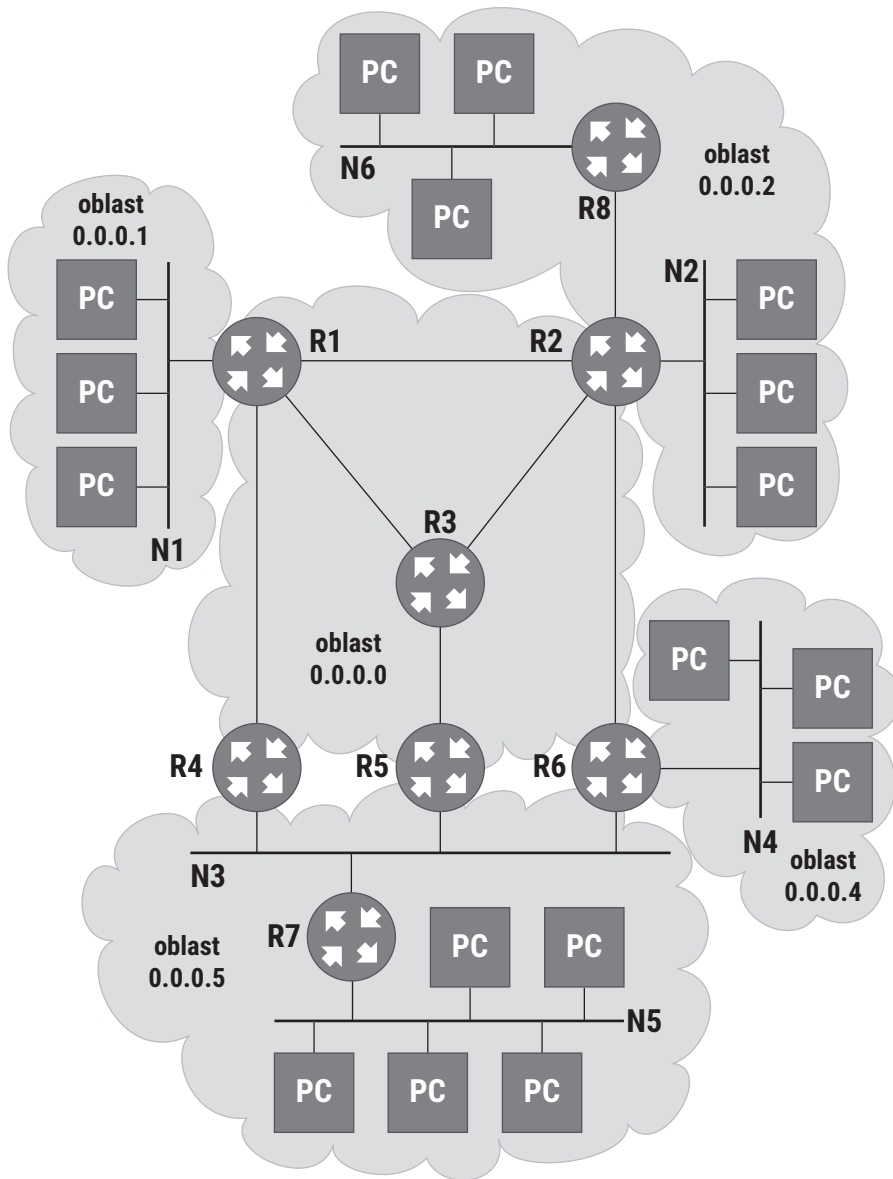 PC
PC
N6
PC
R8
oblast
0.0.0.2
oblast
0.0.0.1
PC
PC
PC
N1
R1
R2
N2
PC
PC
PC
R3
oblast
0.0.0.0
R4
R5
R6
PC
PC
PC
N4
oblast
0.0.0.4
N3
oblast
0.0.0.5
R7
PC
PC
N5
PC
PC
PC